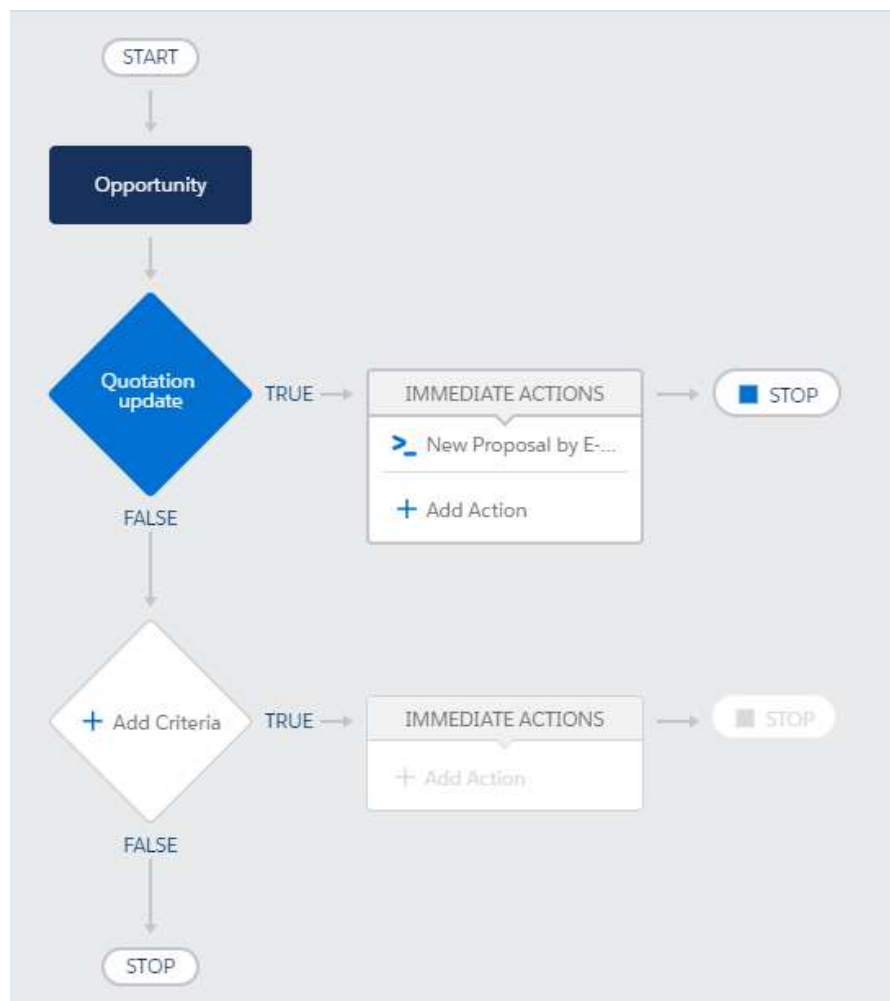 START
Opportunity
Quotation
update
TRUE
IMMEDIATE ACTIONS
STOP
New Proposal by E-...
Add Action
FALSE
Add Criteria
TRUE
IMMEDIATE ACTIONS
STOP
Add Action
FALSE
STOP